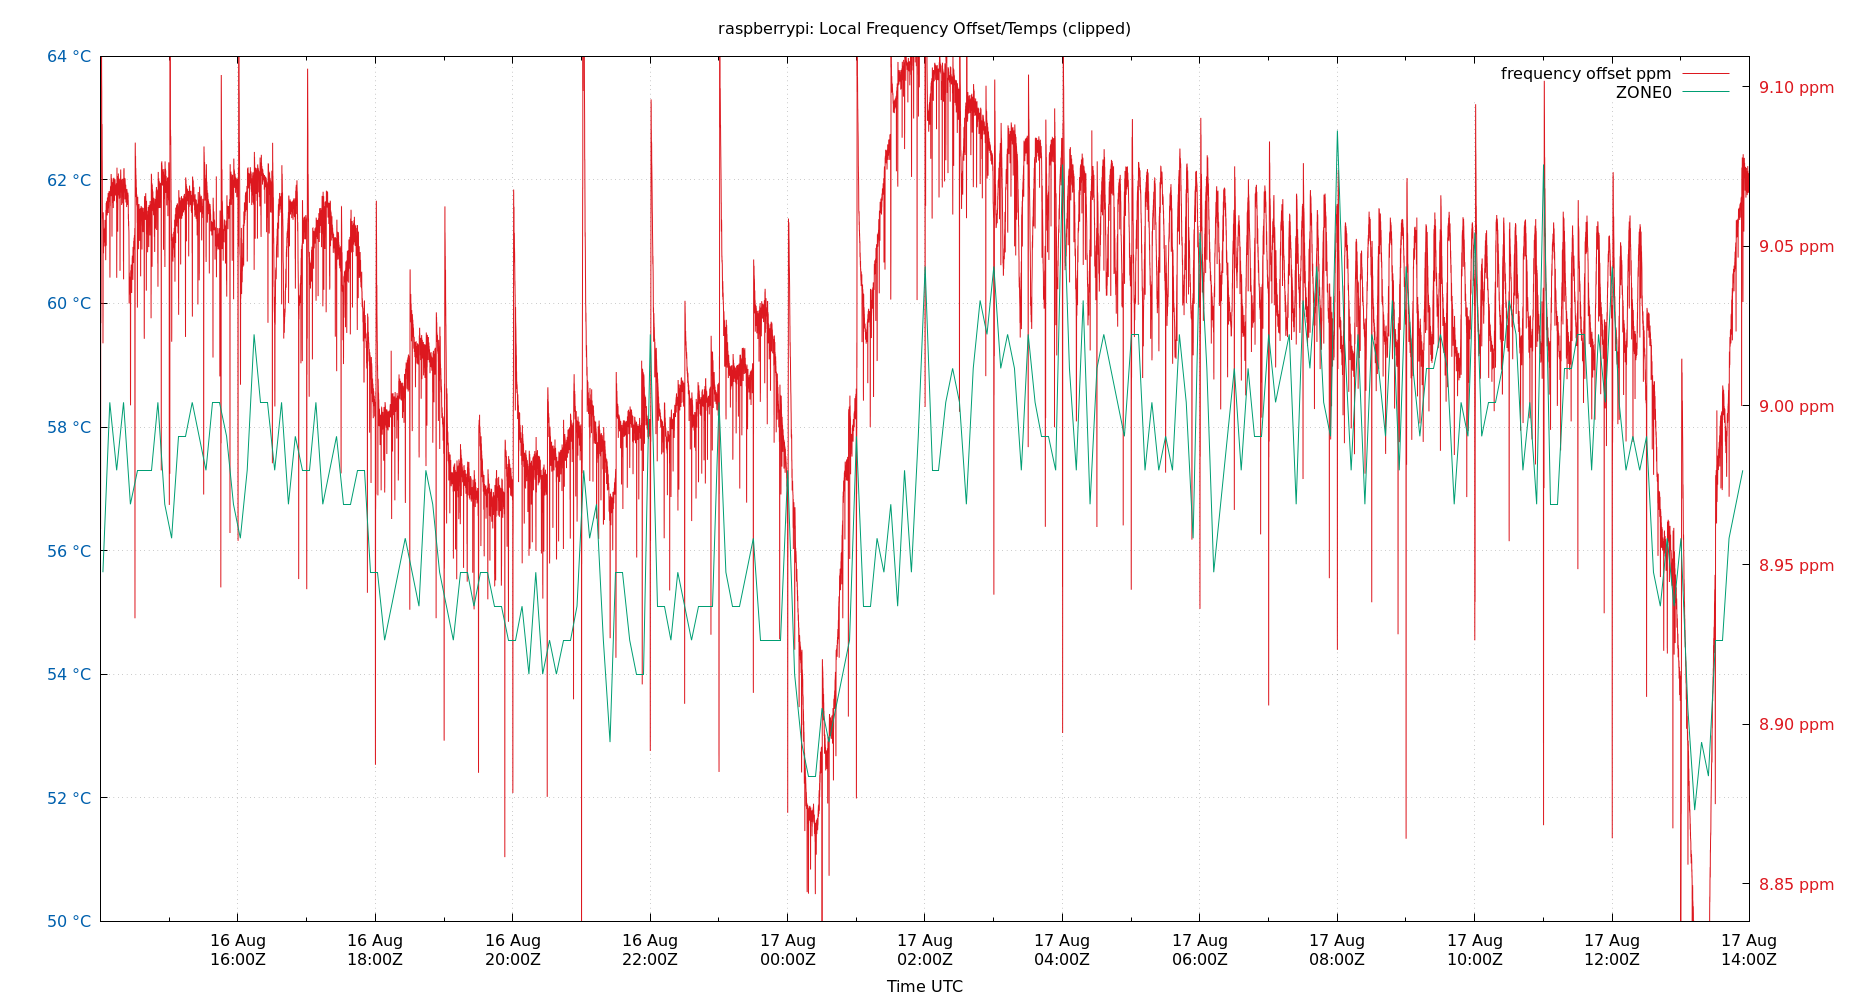 raspberrypi: Local Frequency Offset/Temps (clipped)
64 °C
62 °C
60 °C
58 °C
56 °C
54 °C
52 °C
50 °C
frequency offset ppm
ZONE0
9.10 ppm
9.05 ppm
9.00 ppm
8.95 ppm
8.90 ppm
8.85 ppm
16 Aug 16 Aug 16 Aug 16 Aug 17 Aug 17 Aug 17 Aug 17 Aug 17 Aug 17 Aug 17 Aug 17 Aug
16:00Z 18:00Z 20:00Z 22:00Z 00:00Z 02:00Z 04:00Z 06:00Z 08:00Z 10:00Z 12:00Z 14:00Z
Time UTC